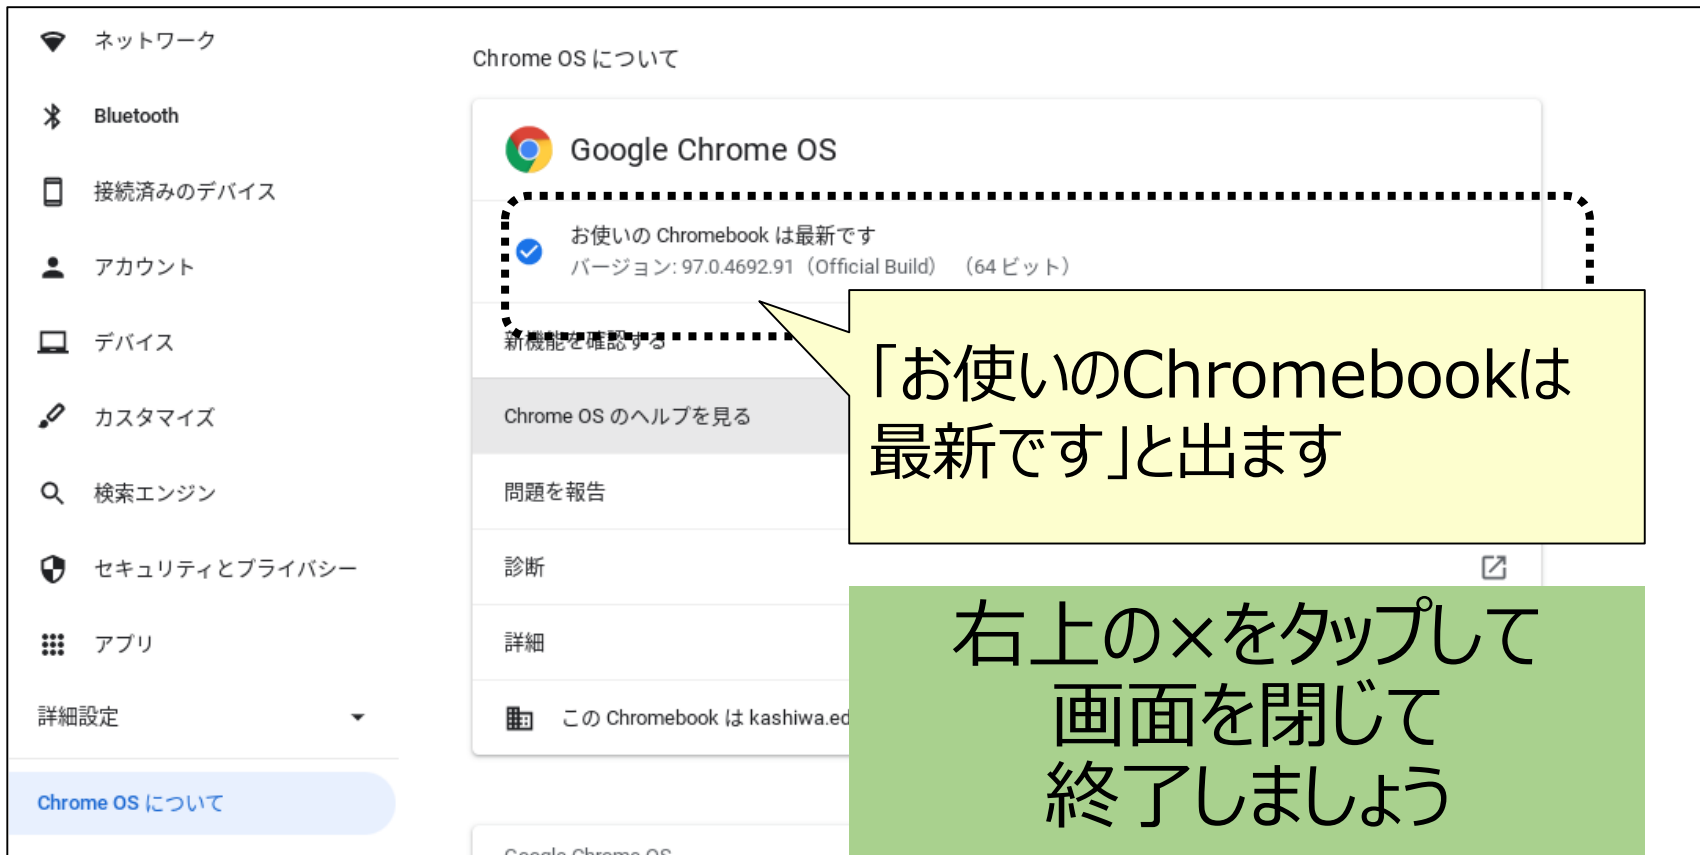 ネットワーク
Bluetooth
接続済みのデバイス
アカウント
デバイス
カスタマイズ
検索エンジン
セキュリティとプライバシー
アプリ
詳細設定
Chrome OS について
Chrome OS について
Google Chrome OS
お使いの Chromebook は最新です
バージョン: 97.0.4692.91（Official Build） （64 ビット）
新機能を確認する
Chrome OS のヘルプを見る
問題を報告
診断
詳細
この Chromebook は kashiwa.ed
Google Chrome OS
「お使いのChromebookは
最新です」と出ます
右上の×をタップして
画面を閉じて
終了しましょう